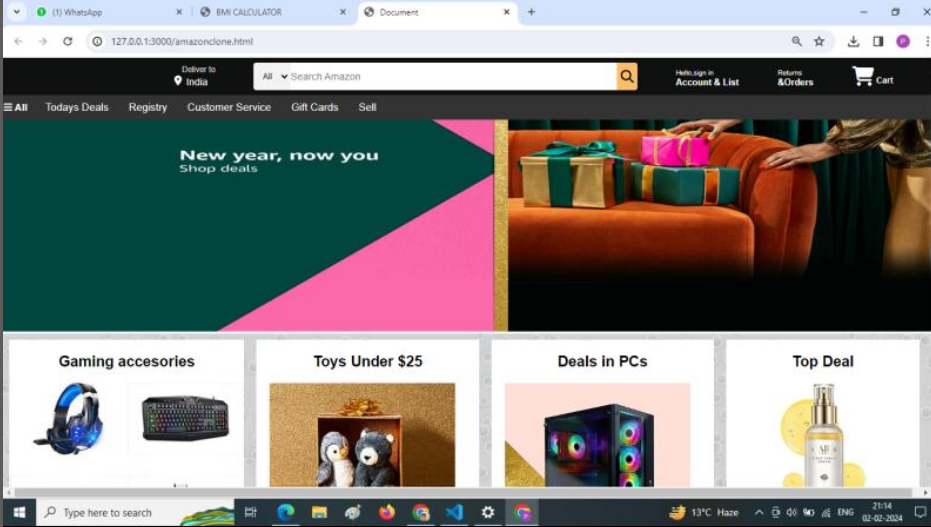 (1) WhatsApp
BMI CALCULATOR
Document
127.0.0.1:3000/amazonclone.html
P
Deliver to
India
All
Search Amazon
Hello,sign in
Account & List
Returns
&Orders
Cart
All
Todays Deals
Registry
Customer Service
Gift Cards
Sell
New year, now you
Shop deals
Gaming accesories
Toys Under $25
Deals in PCs
Top Deal
Type here to search
13°C Haze
ENG
21:14
02-02-2024